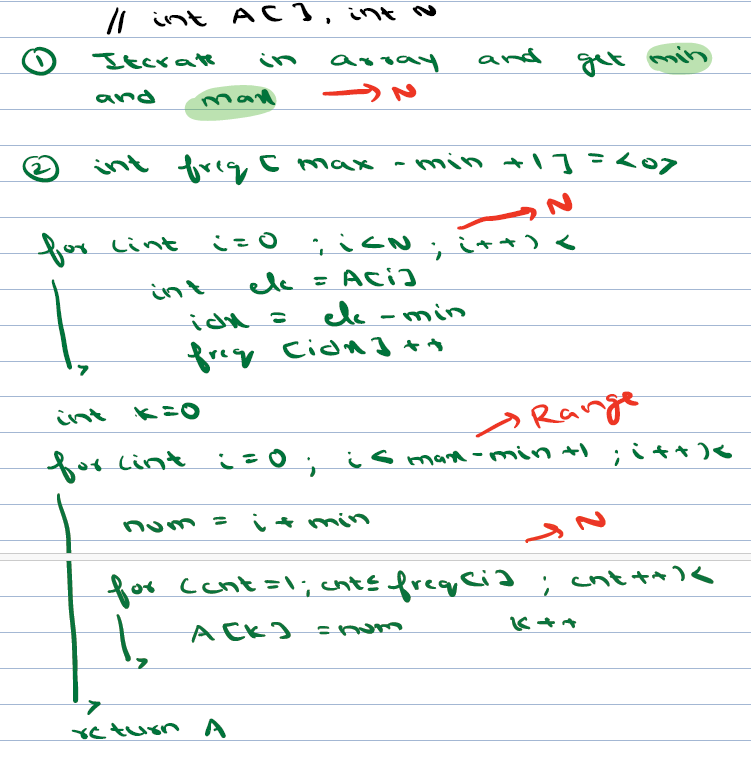 // int A[], int N
① Iterate in array and get min
and max → N
② int freq[max-min+1] = {0}
→ N
for (int i=0 ; i<N ; i++) {
int ele = A[i]
idx = ele - min
freq[idx]++
}
int k=0
→ Range
for (int i=0 ; i< max-min+1 ; i++) {
num = i + min
→ N
for (cnt=1; cnt≤freq[i] ; cnt++) {
A[k] = num k++
}
}
return A